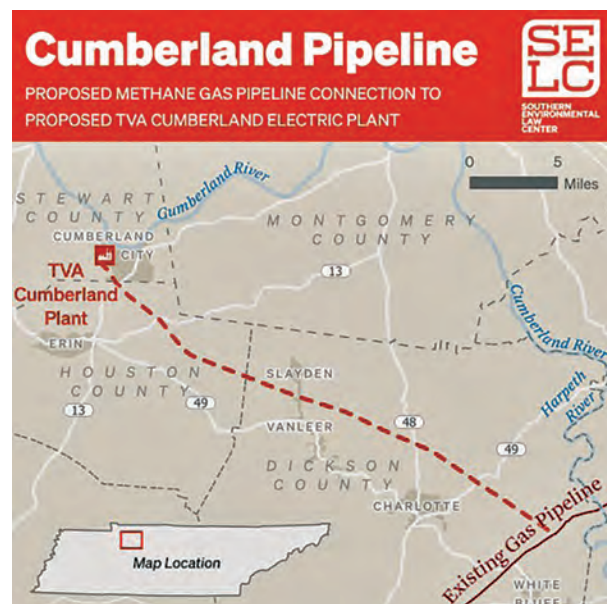 Cumberland Pipeline
PROPOSED METHANE GAS PIPELINE CONNECTION TO
PROPOSED TVA CUMBERLAND ELECTRIC PLANT
SE
LC
SOUTHERN
ENVIRONMENTAL
LAW
CENTER
0 5
Miles
STEWART
COUNTY
Cumberland River
MONTGOMERY
COUNTY
CUMBERLAND
CITY
13
TVA
Cumberland
Plant
Cumberland River
ERIN
HOUSTON
COUNTY
SLAYDEN
Harpeth
River
13
49
VANLEER
48
49
DICKSON
COUNTY
CHARLOTTE
Existing Gas Pipeline
Map Location
WHITE
BLUFF